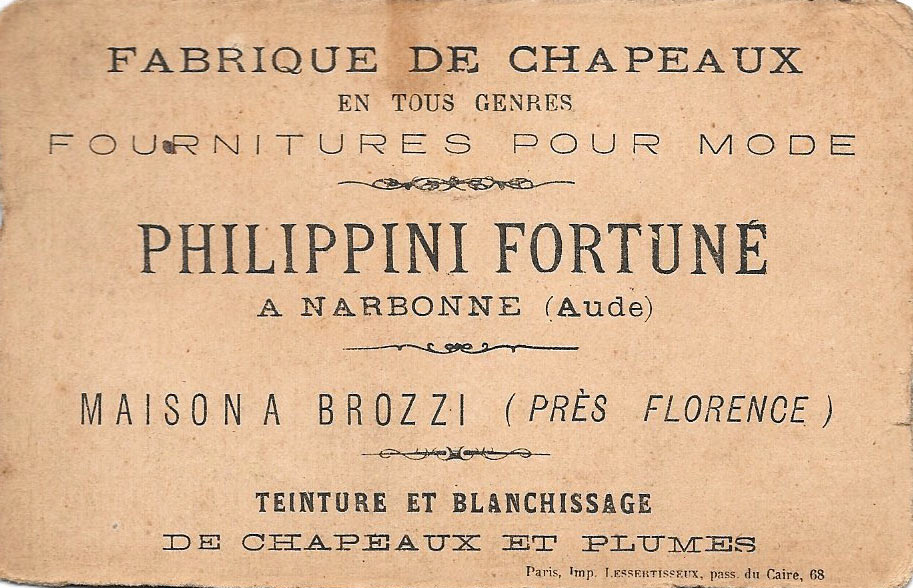 FABRIQUE DE CHAPEAUX
EN TOUS GENRES
FOURNITURES POUR MODE
PHILIPPINI FORTUNÉ
A NARBONNE (Aude)
MAISON A BROZZI (PRÈS FLORENCE)
TEINTURE ET BLANCHISSAGE
DE CHAPEAUX ET PLUMES
Paris, Imp. LESSERTISSEUX, pass. du Caire, 68